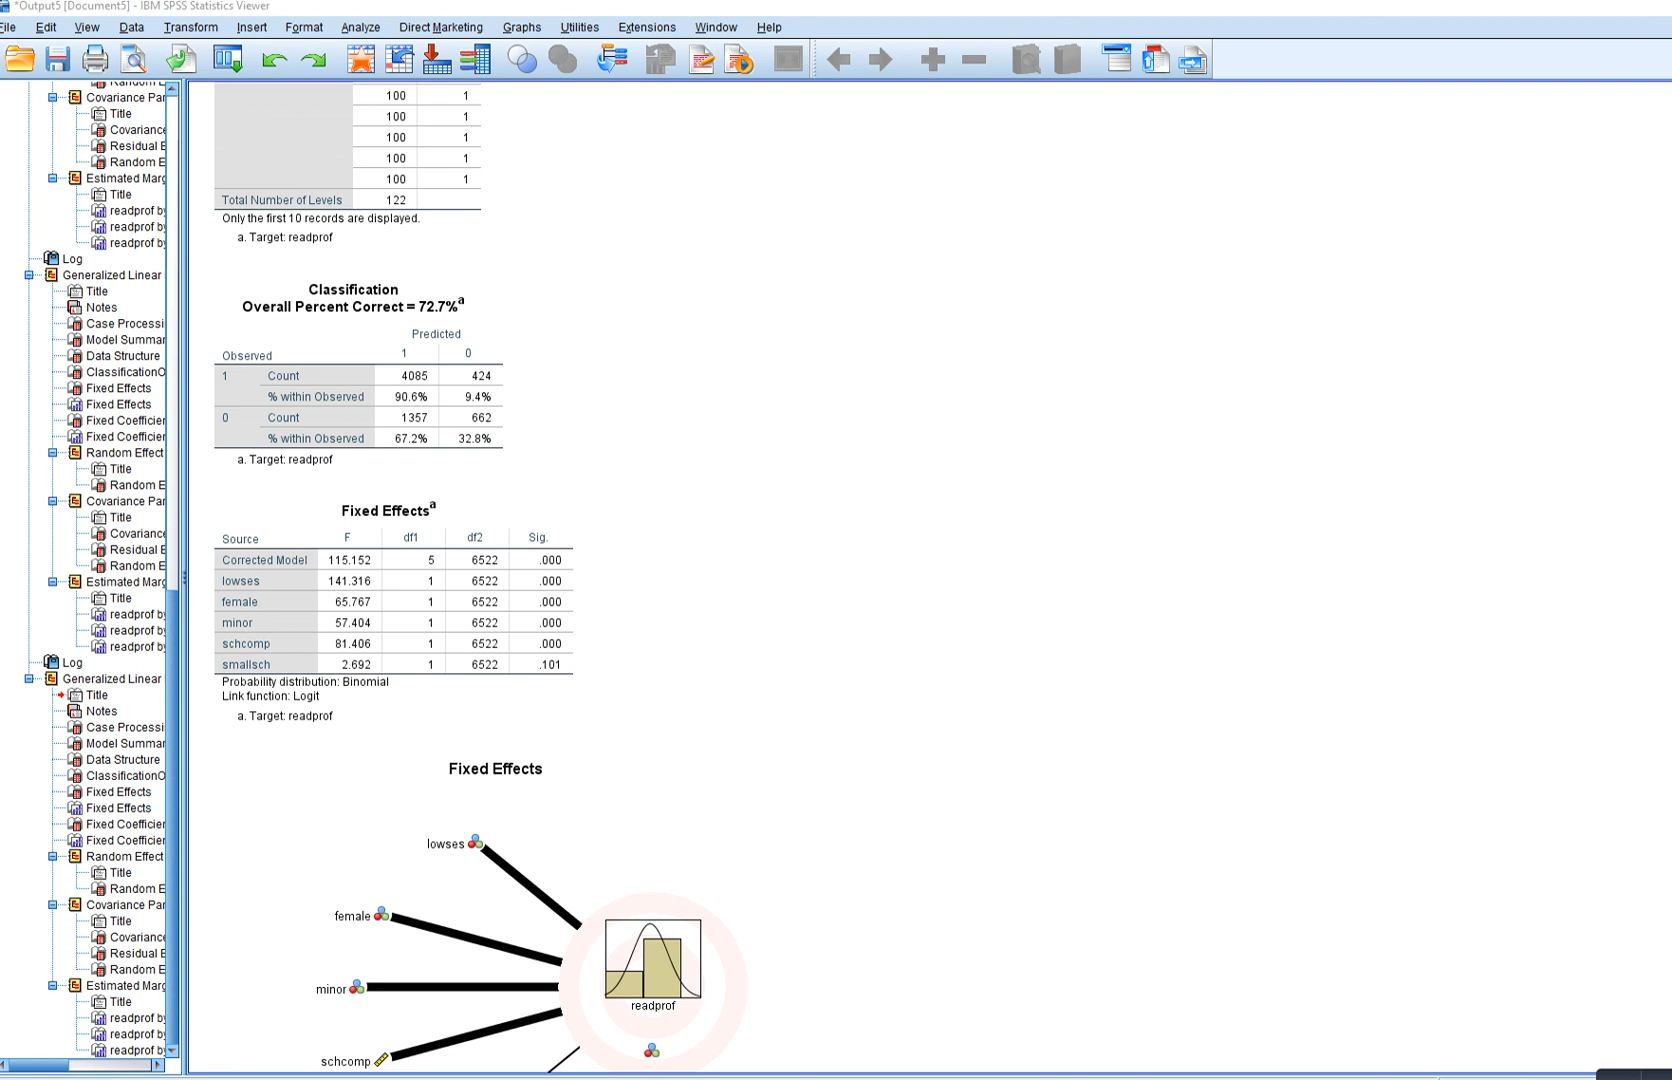 *Output5 [Document5] - IBM SPSS Statistics Viewer
File Edit View Data Transform Insert Format Analyze Direct Marketing Graphs Utilities Extensions Window Help
Random E
Covariance Par
Title
Covariance
Residual E
Random E
Estimated Marg
Title
readprof by
readprof by
readprof by
Log
Generalized Linear
Title
Notes
Case Processi
Model Summar
Data Structure
ClassificationO
Fixed Effects
Fixed Effects
Fixed Coefficier
Fixed Coefficier
Random Effect
Title
Random E
Covariance Par
Title
Covariance
Residual E
Random E
Estimated Marg
Title
readprof by
readprof by
readprof by
Log
Generalized Linear
Title
Notes
Case Processi
Model Summar
Data Structure
ClassificationO
Fixed Effects
Fixed Effects
Fixed Coefficier
Fixed Coefficier
Random Effect
Title
Random E
Covariance Par
Title
Covariance
Residual E
Random E
Estimated Marg
Title
readprof by
readprof by
readprof by
100 1
100 1
100 1
100 1
100 1
Total Number of Levels 122
Only the first 10 records are displayed.
a. Target: readprof
Classification
Overall Percent Correct = 72.7%a
Predicted
Observed 1 0
1 Count 4085 424
% within Observed 90.6% 9.4%
0 Count 1357 662
% within Observed 67.2% 32.8%
a. Target: readprof
Fixed Effectsa
Source F df1 df2 Sig.
Corrected Model 115.152 5 6522 .000
lowses 141.316 1 6522 .000
female 65.767 1 6522 .000
minor 57.404 1 6522 .000
schcomp 81.406 1 6522 .000
smallsch 2.692 1 6522 .101
Probability distribution: Binomial
Link function: Logit
a. Target: readprof
Fixed Effects
lowses
female
minor
readprof
schcomp